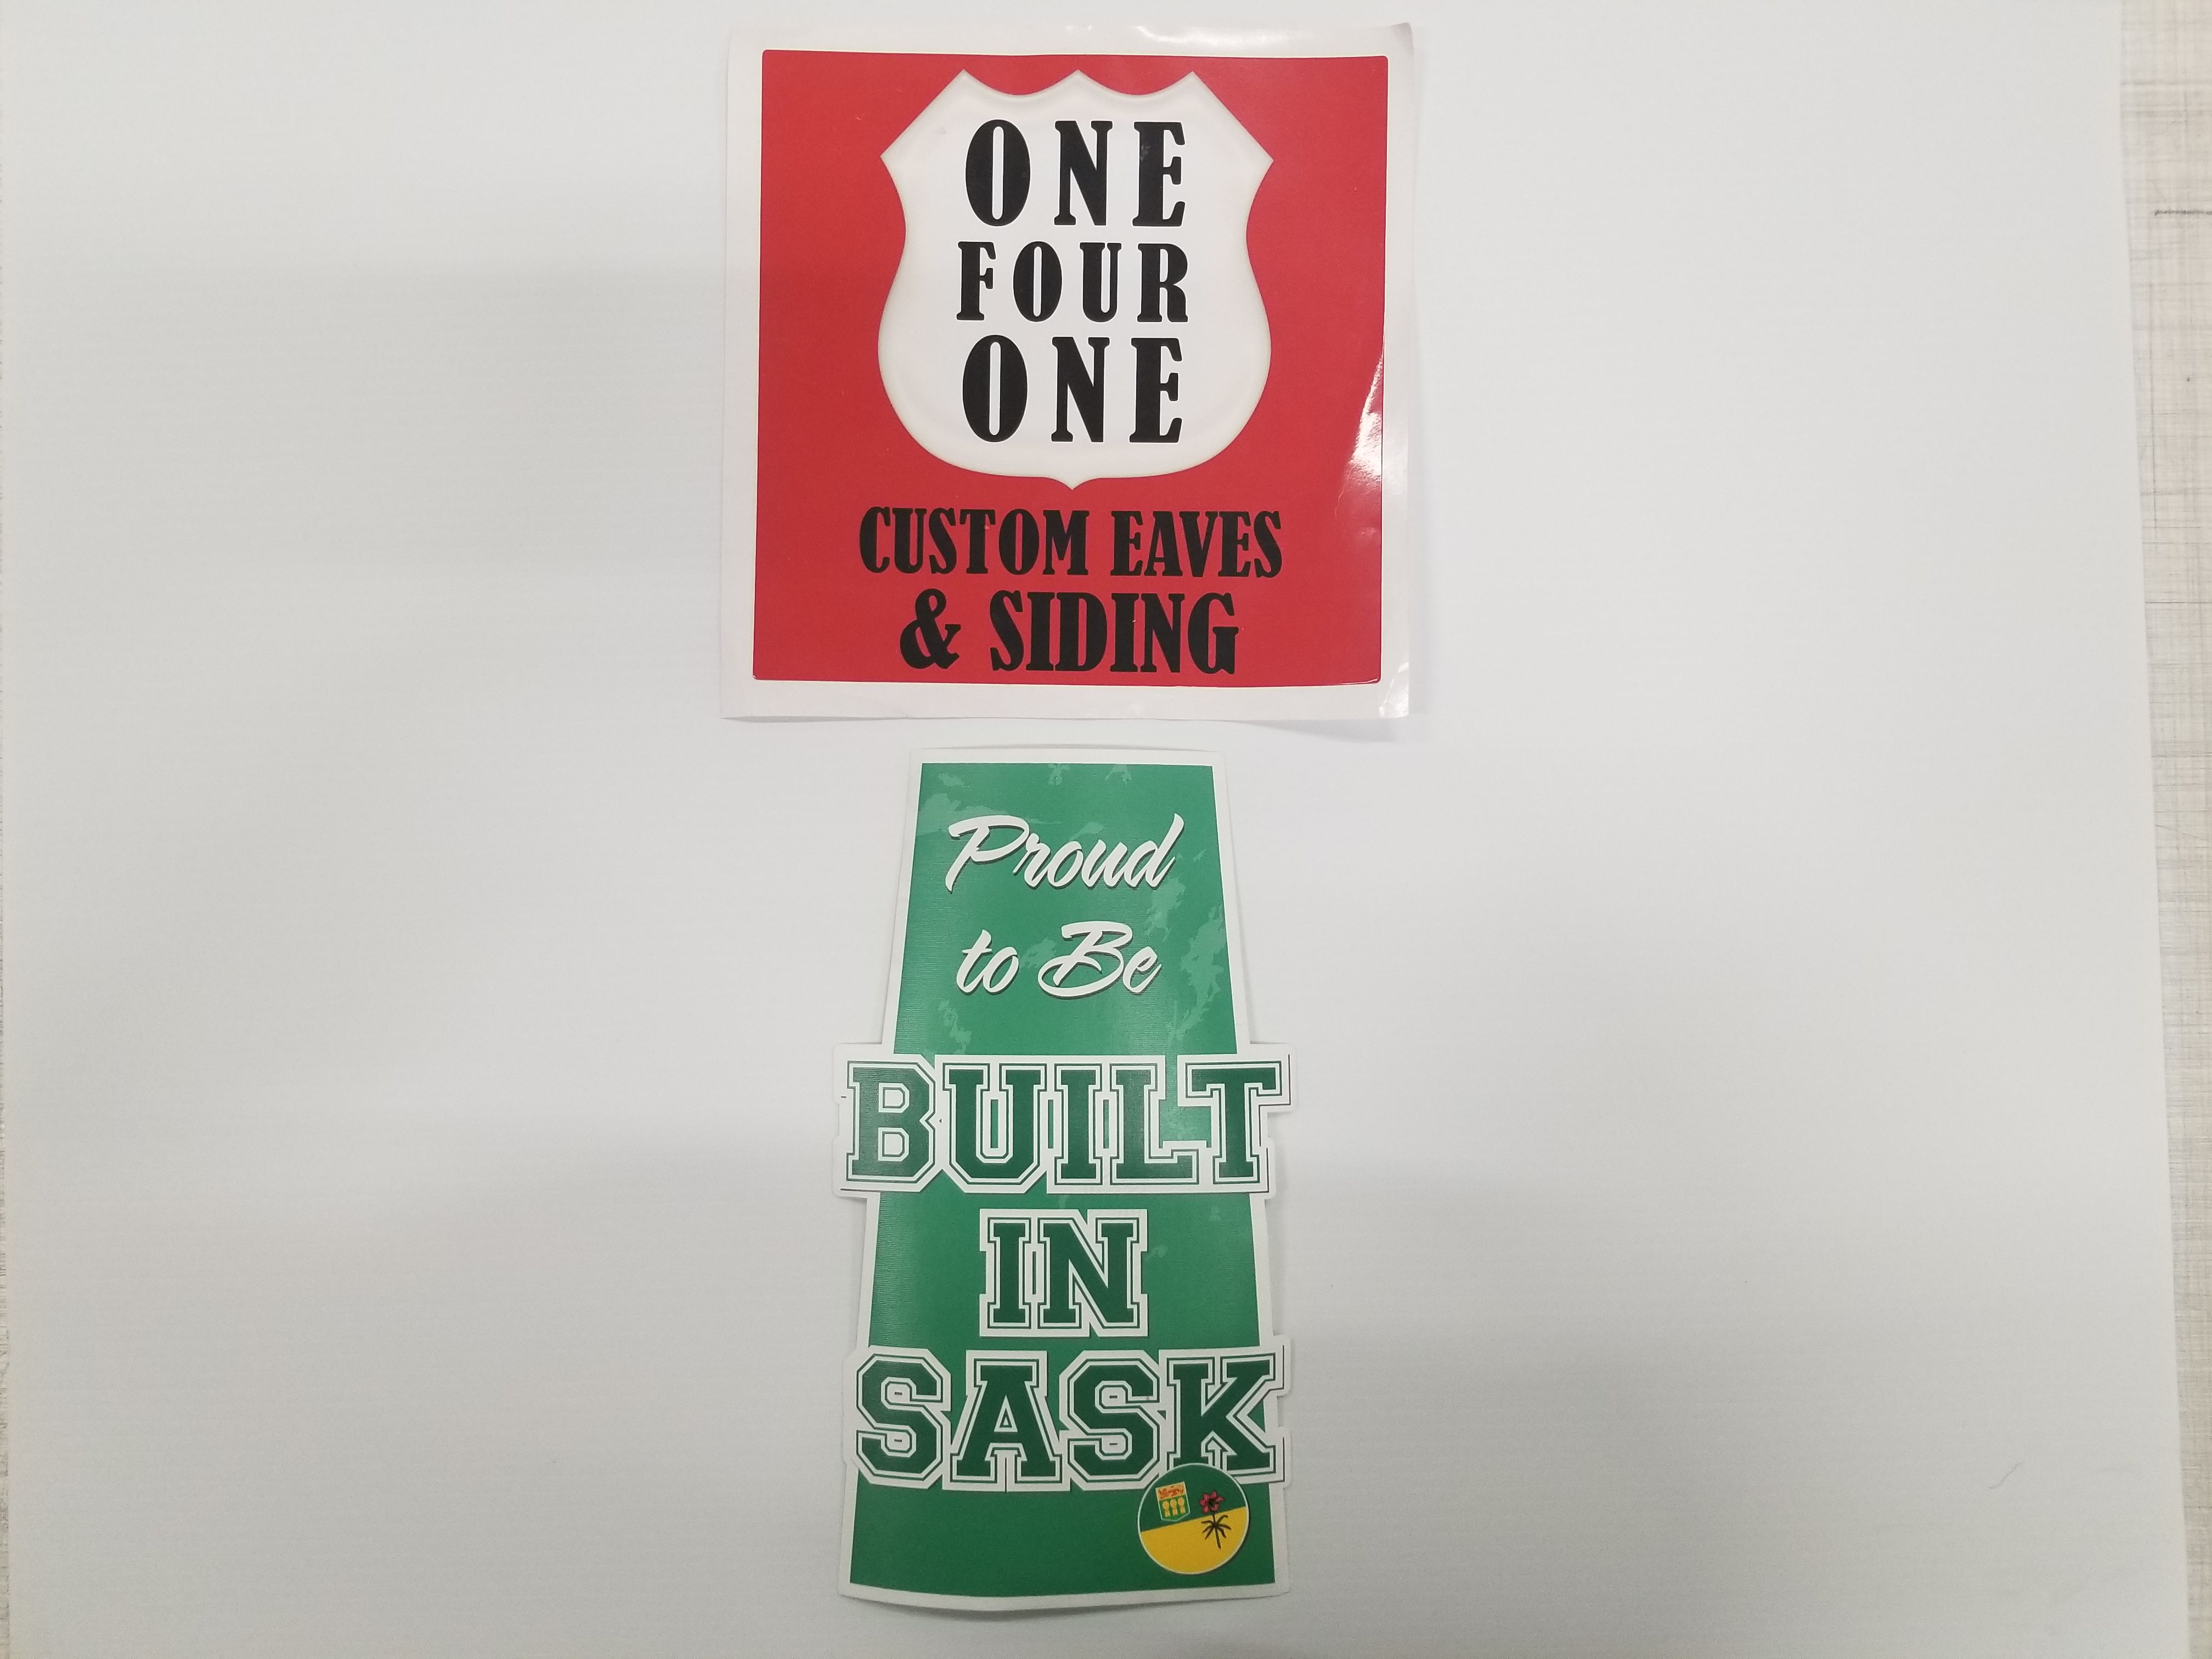 ONE
FOUR
ONE
CUSTOM EAVES
& SIDING
Proud
to Be
BUILT
IN
SASK